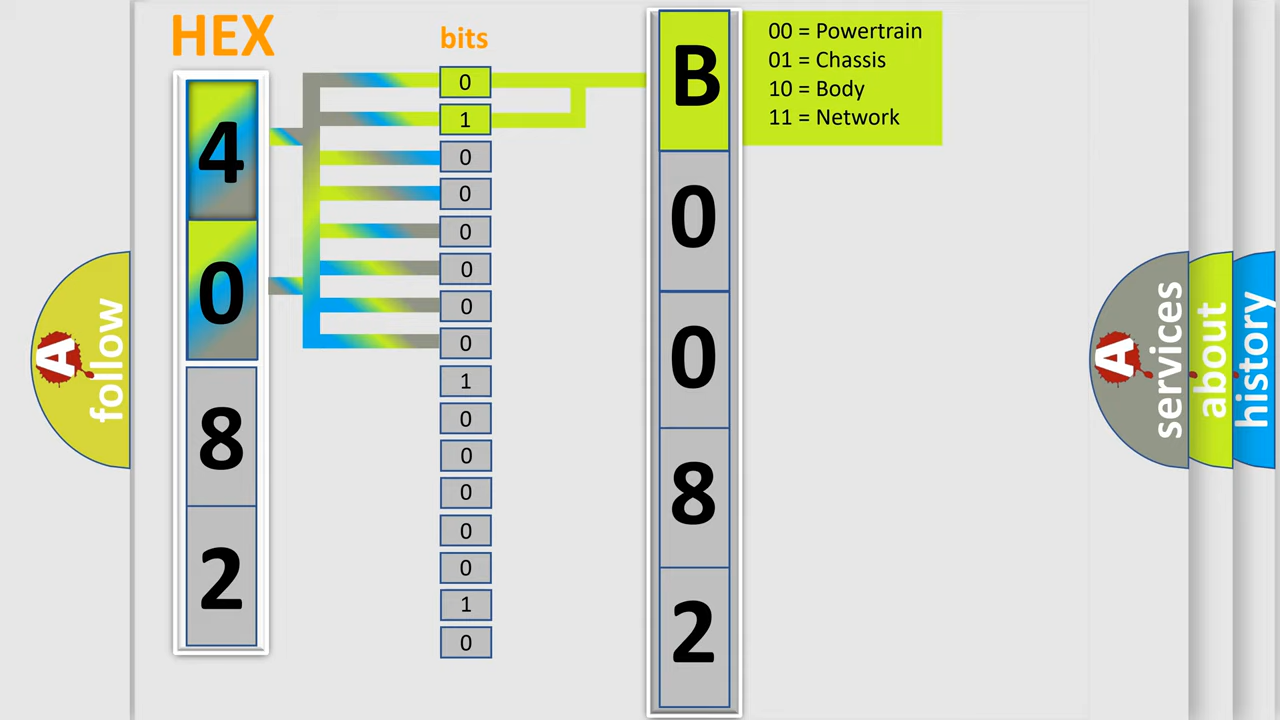 HEX
bits
4
0
8
2
0
1
0
0
0
0
0
0
1
0
0
0
0
0
1
0
B
0
0
8
2
00 = Powertrain
01 = Chassis
10 = Body
11 = Network
A follow
A services
about
history